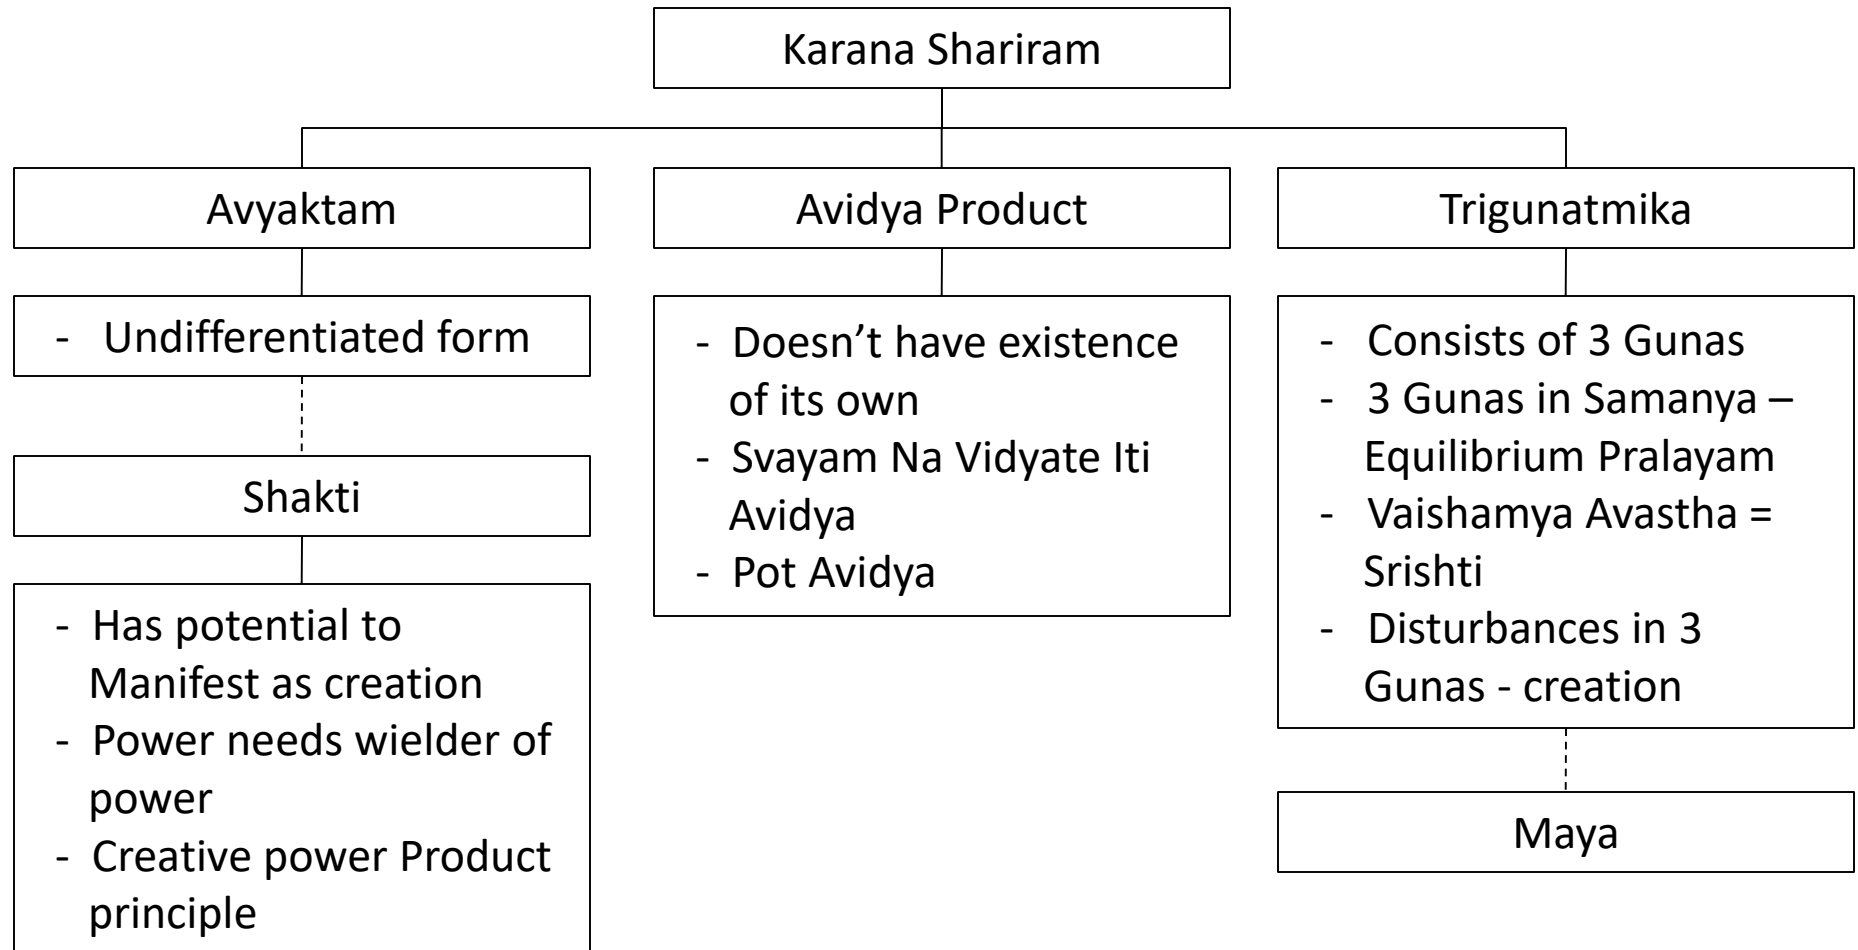 Karana Shariram
Avyaktam
Avidya Product
Trigunatmika
- Undifferentiated form
Shakti
- Has potential to
Manifest as creation
- Power needs wielder of
power
- Creative power Product
principle
- Doesn’t have existence
of its own
- Svayam Na Vidyate Iti
Avidya
- Pot Avidya
- Consists of 3 Gunas
- 3 Gunas in Samanya –
Equilibrium Pralayam
- Vaishamya Avastha =
Srishti
- Disturbances in 3
Gunas - creation
Maya